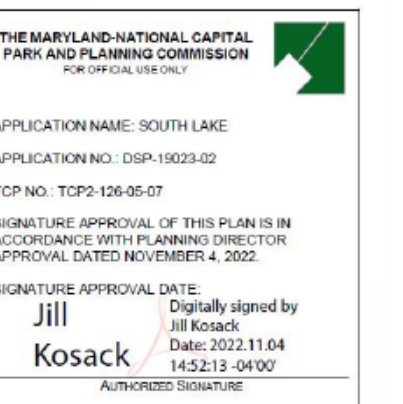 THE MARYLAND-NATIONAL CAPITAL
PARK AND PLANNING COMMISSION
FOR OFFICIAL USE ONLY
APPLICATION NAME: SOUTH LAKE
APPLICATION NO.: DSP-19023-02
TCP NO.: TCP2-126-05-07
SIGNATURE APPROVAL OF THIS PLAN IS IN
ACCORDANCE WITH PLANNING DIRECTOR
APPROVAL DATED NOVEMBER 4, 2022.
SIGNATURE APPROVAL DATE:
Jill
Kosack
Digitally signed by
Jill Kosack
Date: 2022.11.04
14:52:13 -04'00'
AUTHORIZED SIGNATURE